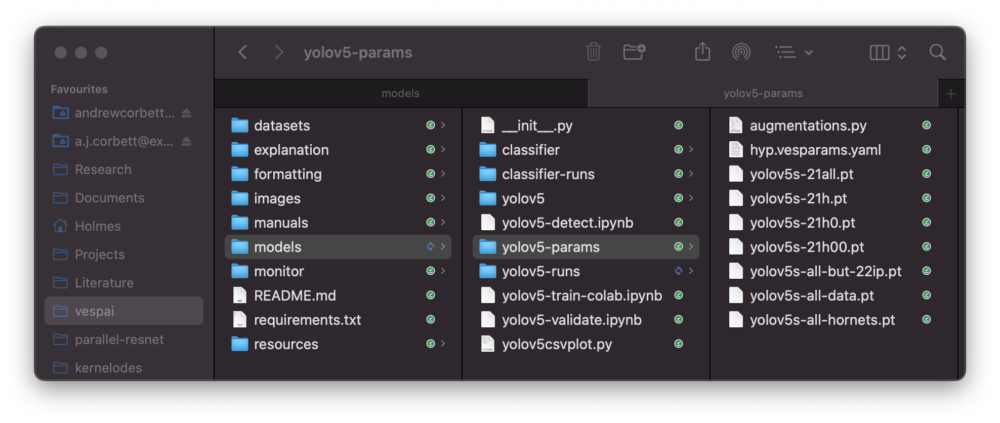 yolov5-params
models
yolov5-params
Favourites
andrewcorbett...
a.j.corbett@ex...
Research
Documents
Holmes
Projects
Literature
vespai
parallel-resnet
kernelodes
datasets
explanation
formatting
images
manuals
models
monitor
README.md
requirements.txt
resources
__init__.py
classifier
classifier-runs
yolov5
yolov5-detect.ipynb
yolov5-params
yolov5-runs
yolov5-train-colab.ipynb
yolov5-validate.ipynb
yolov5csvplot.py
augmentations.py
hyp.vesparams.yaml
yolov5s-21all.pt
yolov5s-21h.pt
yolov5s-21h0.pt
yolov5s-21h00.pt
yolov5s-all-but-22ip.pt
yolov5s-all-data.pt
yolov5s-all-hornets.pt